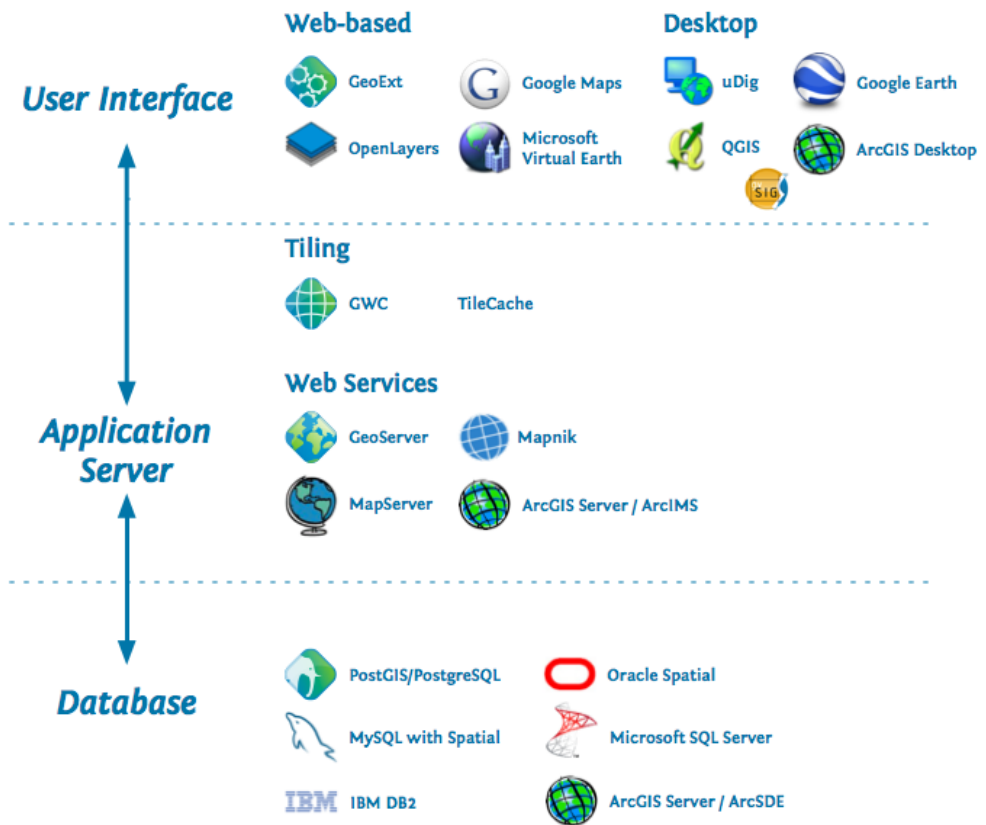 Web-based
Desktop
User Interface
GeoExt
Google Maps
uDig
Google Earth
OpenLayers
Microsoft
Virtual Earth
QGIS
ArcGIS Desktop
SIG
Tiling
GWC
TileCache
Web Services
Application
Server
GeoServer
Mapnik
MapServer
ArcGIS Server / ArcIMS
Database
PostGIS/PostgreSQL
Oracle Spatial
MySQL with Spatial
Microsoft SQL Server
IBM
IBM DB2
ArcGIS Server / ArcSDE